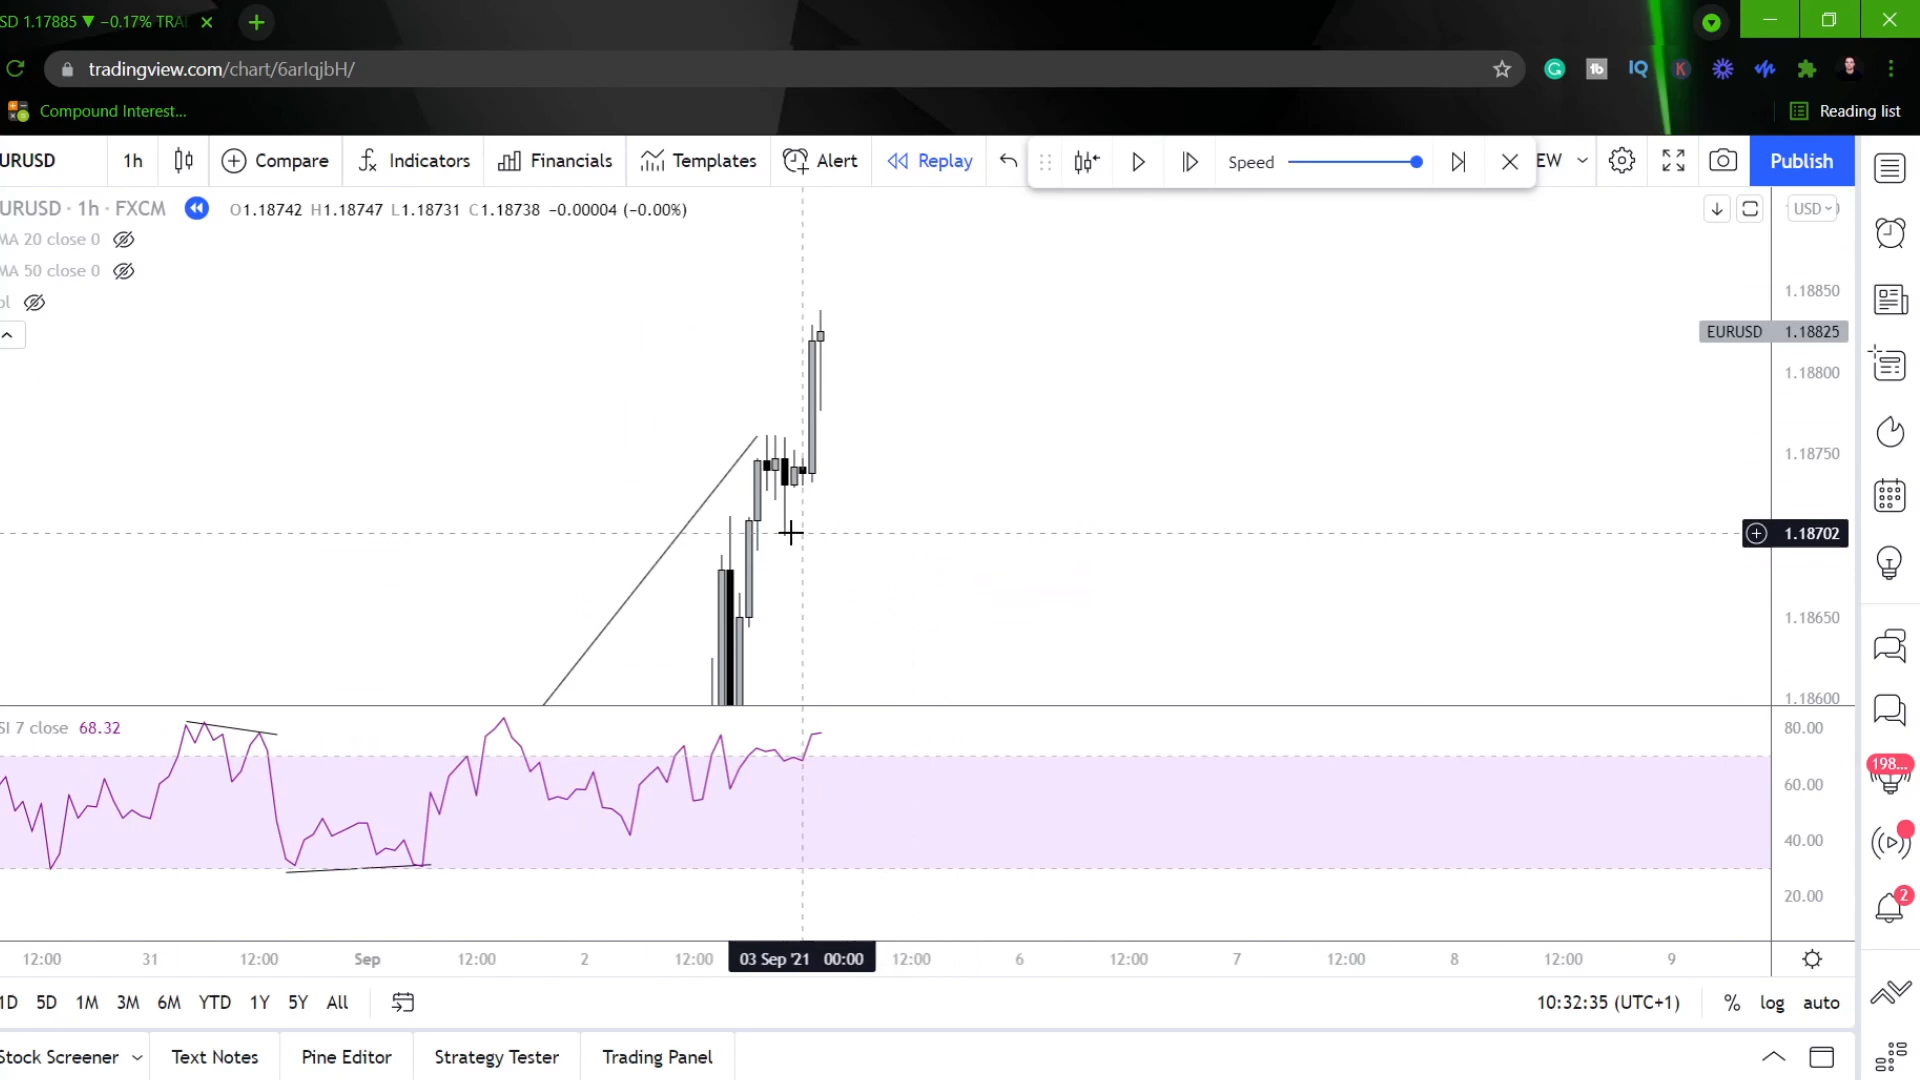 SD 1.17885 ▼ −0.17% TRA
tradingview.com/chart/6arIqjbH/
Compound Interest...
Reading list
URUSD 1h Compare Indicators Financials Templates Alert Replay Speed EW Publish
URUSD · 1h · FXCM O1.18742 H1.18747 L1.18731 C1.18738 −0.00004 (−0.00%)
USD
MA 20 close 0
MA 50 close 0
ol
1.18850
EURUSD 1.18825
1.18800
1.18750
1.18702
1.18650
1.18600
SI 7 close 68.32
80.00
198...
60.00
40.00
20.00
2
12:00 31 12:00 Sep 12:00 2 12:00 03 Sep '21 00:00 12:00 6 12:00 7 12:00 8 12:00 9
1D 5D 1M 3M 6M YTD 1Y 5Y All 10:32:35 (UTC+1) % log auto
Stock Screener Text Notes Pine Editor Strategy Tester Trading Panel